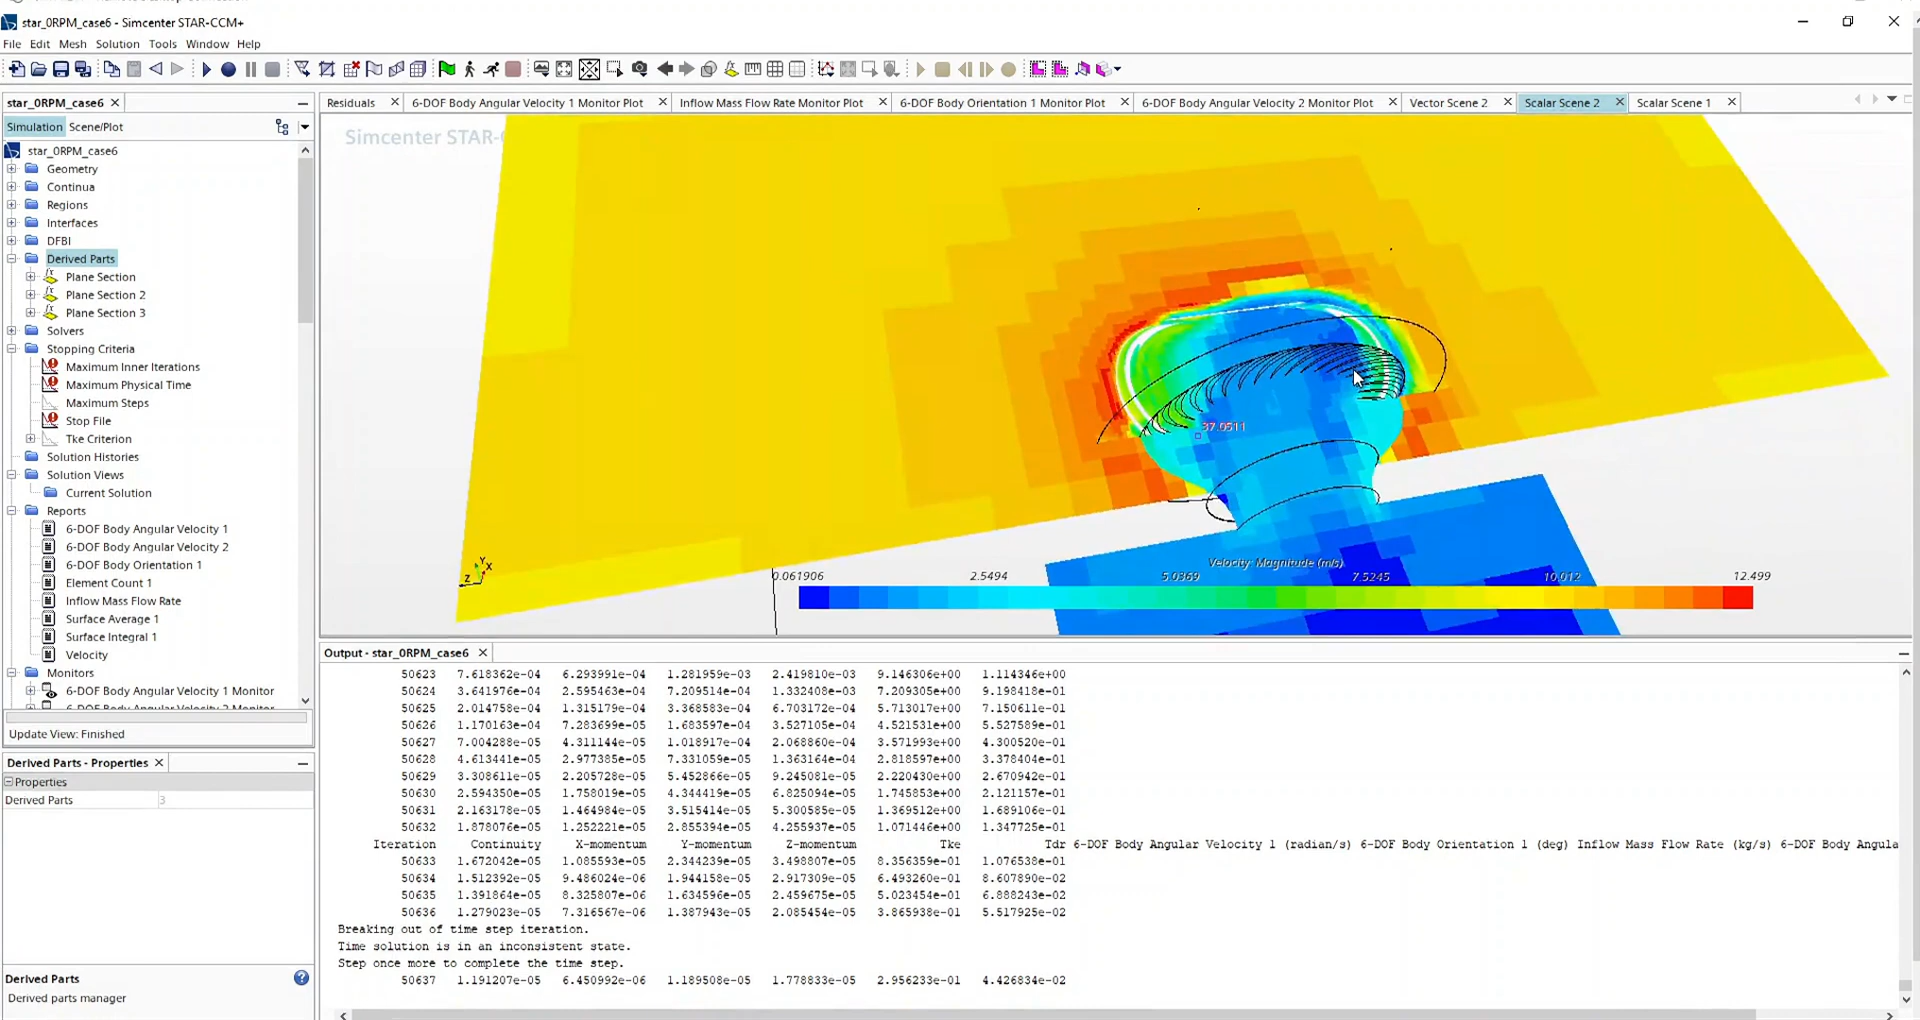 star_0RPM_case6 - Simcenter STAR-CCM+
File Edit Mesh Solution Tools Window Help
star_0RPM_case6
Residuals 6-DOF Body Angular Velocity 1 Monitor Plot Inflow Mass Flow Rate Monitor Plot 6-DOF Body Orientation 1 Monitor Plot 6-DOF Body Angular Velocity 2 Monitor Plot Vector Scene 2 Scalar Scene 2 Scalar Scene 1
Simulation Scene/Plot
star_0RPM_case6
Geometry
Continua
Regions
Interfaces
DFBI
Derived Parts
Plane Section
Plane Section 2
Plane Section 3
Solvers
Stopping Criteria
Maximum Inner Iterations
Maximum Physical Time
Maximum Steps
Stop File
Tke Criterion
Solution Histories
Solution Views
Current Solution
Reports
6-DOF Body Angular Velocity 1
6-DOF Body Angular Velocity 2
6-DOF Body Orientation 1
Element Count 1
Inflow Mass Flow Rate
Surface Average 1
Surface Integral 1
Velocity
Monitors
6-DOF Body Angular Velocity 1 Monitor
6-DOF Body Angular Velocity 2 Monitor
Update View: Finished
Derived Parts - Properties
Properties
Derived Parts 3
Derived Parts
Derived parts manager
Simcenter STAR-C
37.0511
Y
X
Z
Velocity: Magnitude (m/s)
0.061906 2.5494 5.0369 7.5245 10.012 12.499
Output - star_0RPM_case6
50623 7.618362e-04 6.293991e-04 1.281959e-03 2.419810e-03 9.146306e+00 1.114346e+00
50624 3.641976e-04 2.595463e-04 7.209514e-04 1.332408e-03 7.209305e+00 9.198418e-01
50625 2.014758e-04 1.315179e-04 3.368583e-04 6.703172e-04 5.713017e+00 7.150611e-01
50626 1.170163e-04 7.283699e-05 1.683597e-04 3.527105e-04 4.521531e+00 5.527589e-01
50627 7.004288e-05 4.311144e-05 1.018917e-04 2.068860e-04 3.571993e+00 4.300520e-01
50628 4.613441e-05 2.977385e-05 7.331059e-05 1.363164e-04 2.818597e+00 3.378404e-01
50629 3.308611e-05 2.205728e-05 5.452866e-05 9.245081e-05 2.220430e+00 2.670942e-01
50630 2.594350e-05 1.758019e-05 4.344419e-05 6.825094e-05 1.745853e+00 2.121157e-01
50631 2.163178e-05 1.464984e-05 3.515414e-05 5.300585e-05 1.369512e+00 1.689106e-01
50632 1.878076e-05 1.252221e-05 2.855394e-05 4.255937e-05 1.071446e+00 1.347725e-01
Iteration Continuity X-momentum Y-momentum Z-momentum Tke Tdr 6-DOF Body Angular Velocity 1 (radian/s) 6-DOF Body Orientation 1 (deg) Inflow Mass Flow Rate (kg/s) 6-DOF Body Angula
50633 1.672042e-05 1.085593e-05 2.344239e-05 3.498807e-05 8.356359e-01 1.076538e-01
50634 1.512392e-05 9.486024e-06 1.944158e-05 2.917309e-05 6.493260e-01 8.607890e-02
50635 1.391864e-05 8.325807e-06 1.634596e-05 2.459675e-05 5.023454e-01 6.888243e-02
50636 1.279023e-05 7.316567e-06 1.387943e-05 2.085454e-05 3.865938e-01 5.517925e-02
Breaking out of time step iteration.
Time solution is in an inconsistent state.
Step once more to complete the time step.
50637 1.191207e-05 6.450992e-06 1.189508e-05 1.778833e-05 2.956233e-01 4.426834e-02